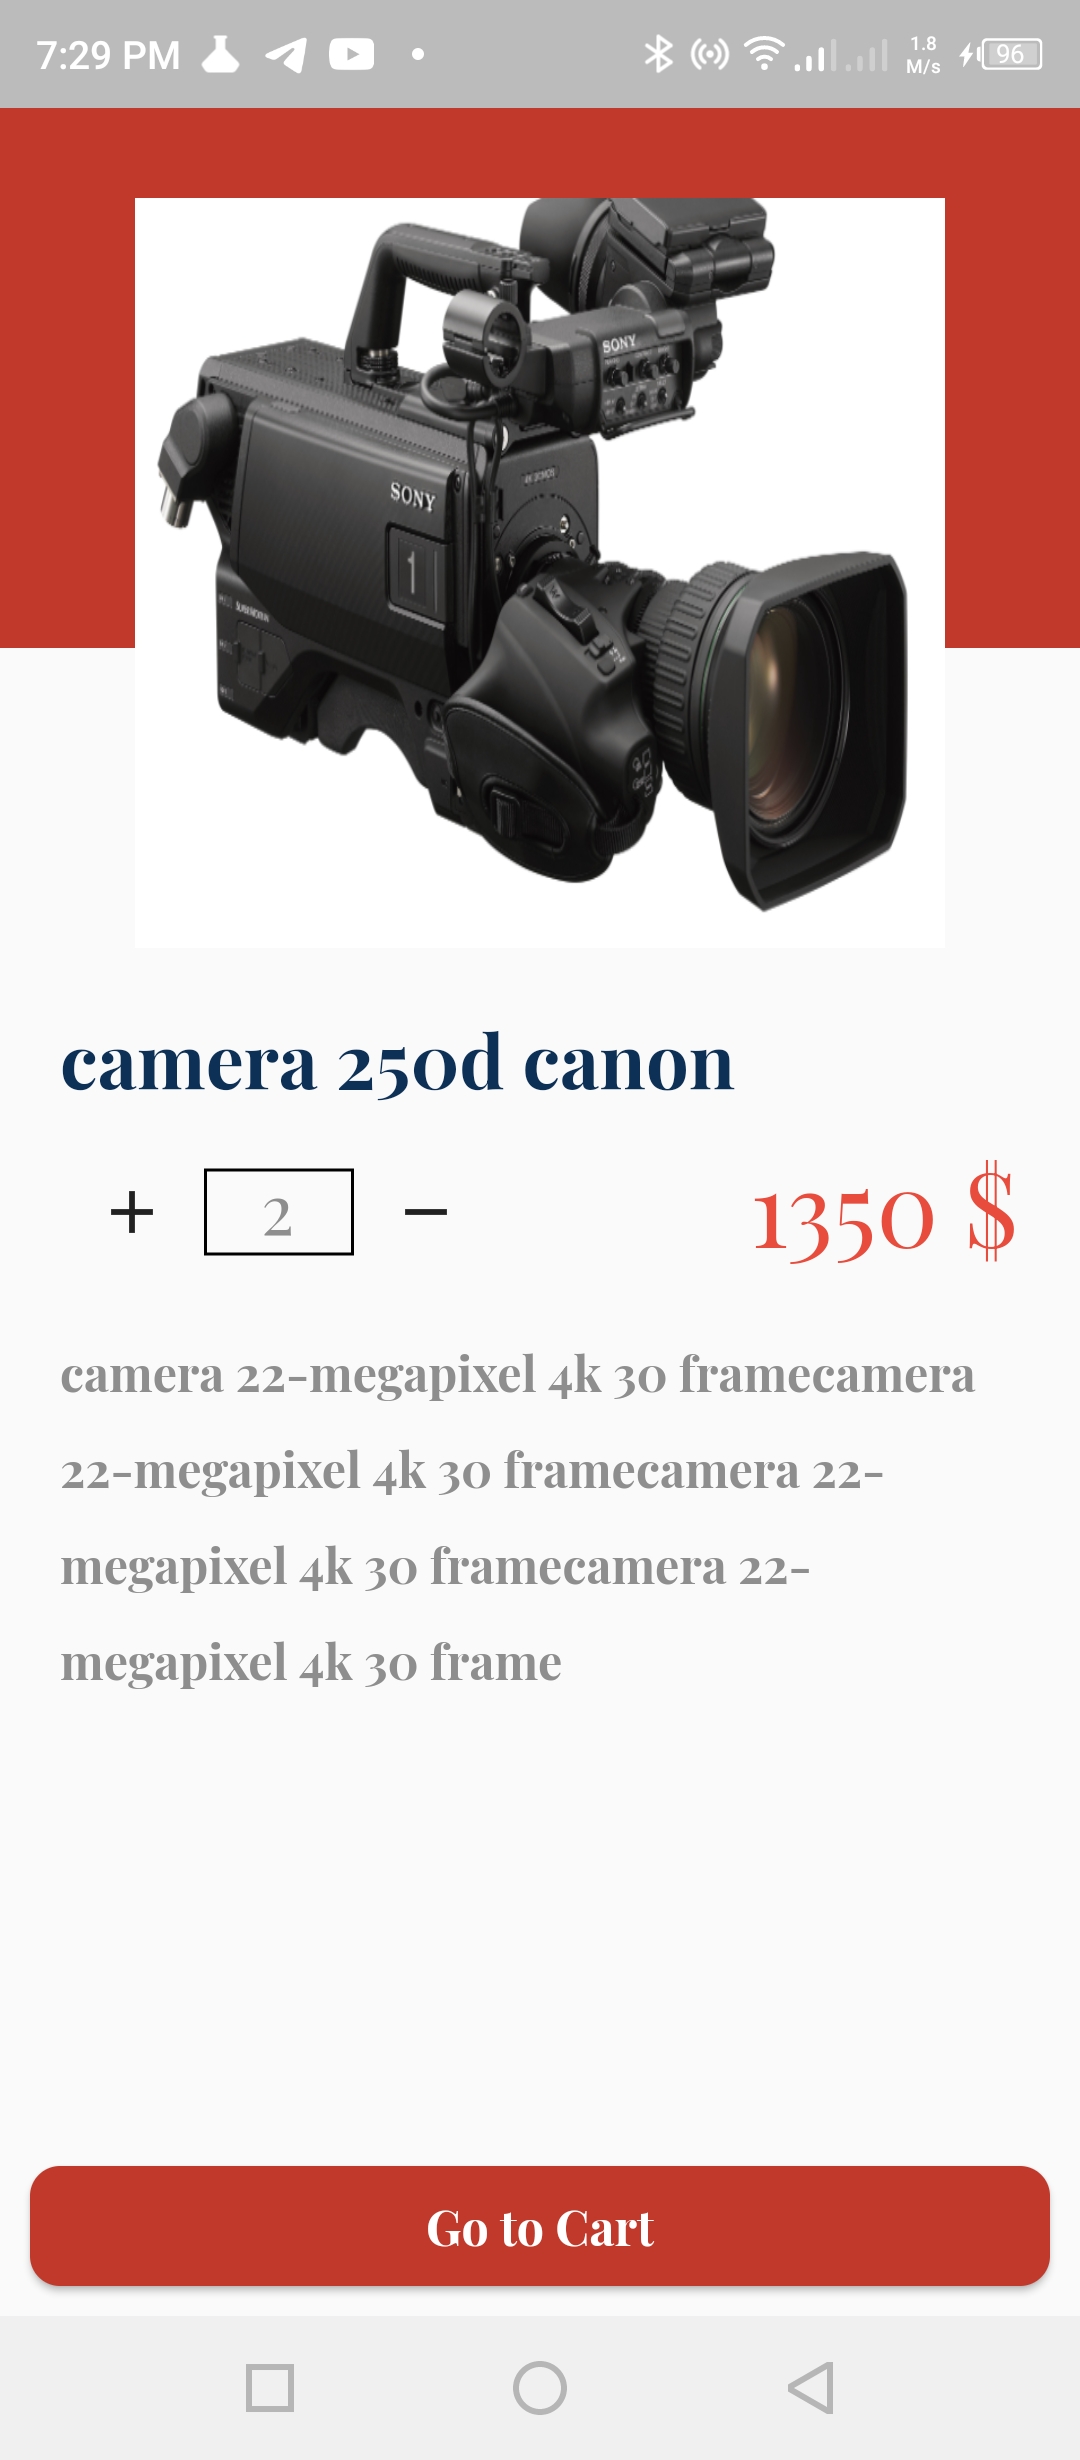 7:29 PM
1.8
M/s
96
SONY
SONY
1
camera 250d canon
+ 2 − 1350 $
camera 22-megapixel 4k 30 framecamera
22-megapixel 4k 30 framecamera 22-
megapixel 4k 30 framecamera 22-
megapixel 4k 30 frame
Go to Cart